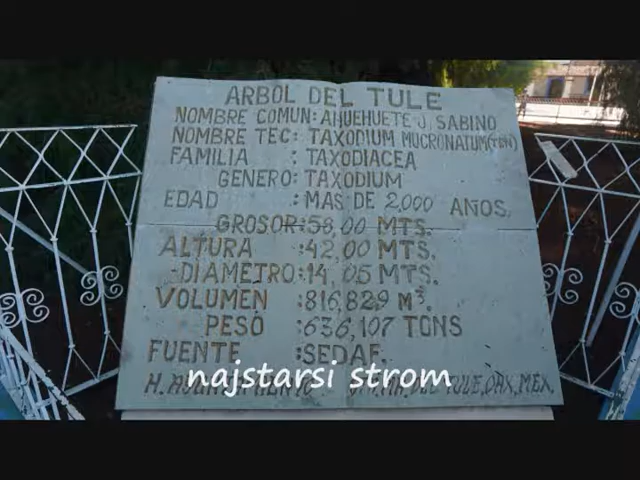 ARBOL DEL TULE
NOMBRE COMUN: AHUEHUETE J, SABINO
NOMBRE TEC: TAXODIUM MUCRONATUM(TEN)
FAMILIA : TAXODIACEA
GENERO: TAXODIUM
EDAD : MAS DE 2,000 AÑOS.
GROSOR: 58,00 MTS.
ALTURA : 42,00 MTS.
DIAMETRO: 14,05 MTS.
VOLUMEN : 816,829 M³.
PESO : 636,107 TONS
FUENTE : SEDAF.
najstarsi strom
H. DEL TULE, OAX, MEX.